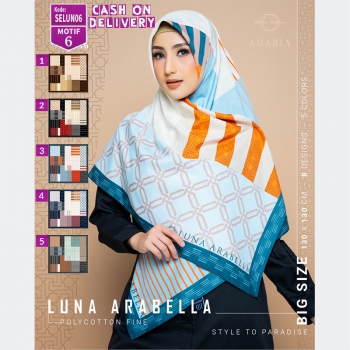 Kode:
SELUN06
MOTIF
6
CASH ON
DELIVERY
ADARIA
1
2
3
4
5
LUNA ARABELLA
BIG SIZE
130 x 130 CM – 8 DESIGNS – 5 COLORS
LUNA ARABELLA
POLYCOTTON FINE
STYLE TO PARADISE